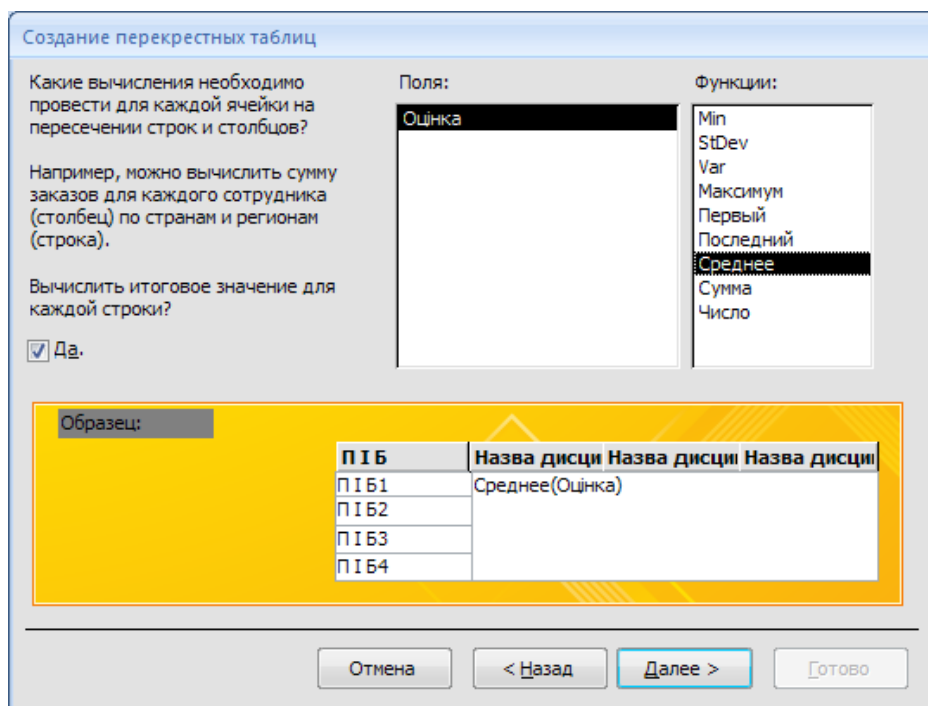 Создание перекрестных таблиц
Какие вычисления необходимо
провести для каждой ячейки на
пересечении строк и столбцов?
Например, можно вычислить сумму
заказов для каждого сотрудника
(столбец) по странам и регионам
(строка).
Вычислить итоговое значение для
каждой строки?
Да.
Поля:
Оцінка
Функции:
Min
StDev
Var
Максимум
Первый
Последний
Среднее
Сумма
Число
Образец:
П І Б Назва дисци Назва дисци Назва дисци
П І Б1 Среднее(Оцінка)
П І Б2
П І Б3
П І Б4
Отмена < Назад Далее > Готово